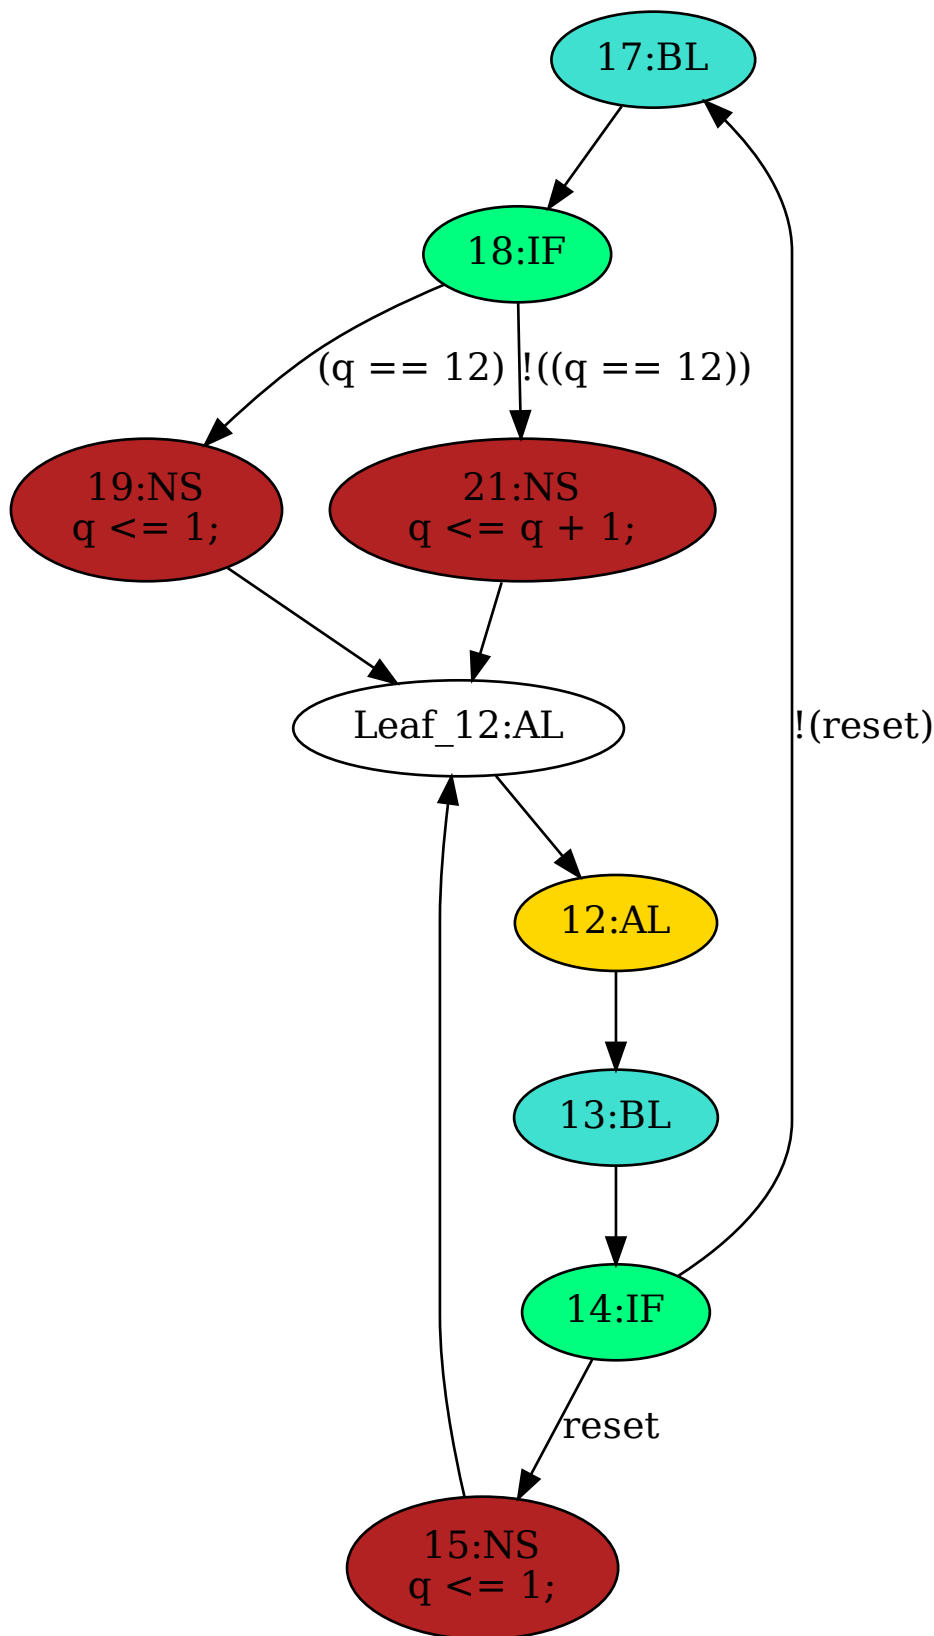 17:BL
18:IF
(q == 12)
!((q == 12))
19:NS
q <= 1;
21:NS
q <= q + 1;
Leaf_12:AL
!(reset)
12:AL
13:BL
14:IF
reset
15:NS
q <= 1;